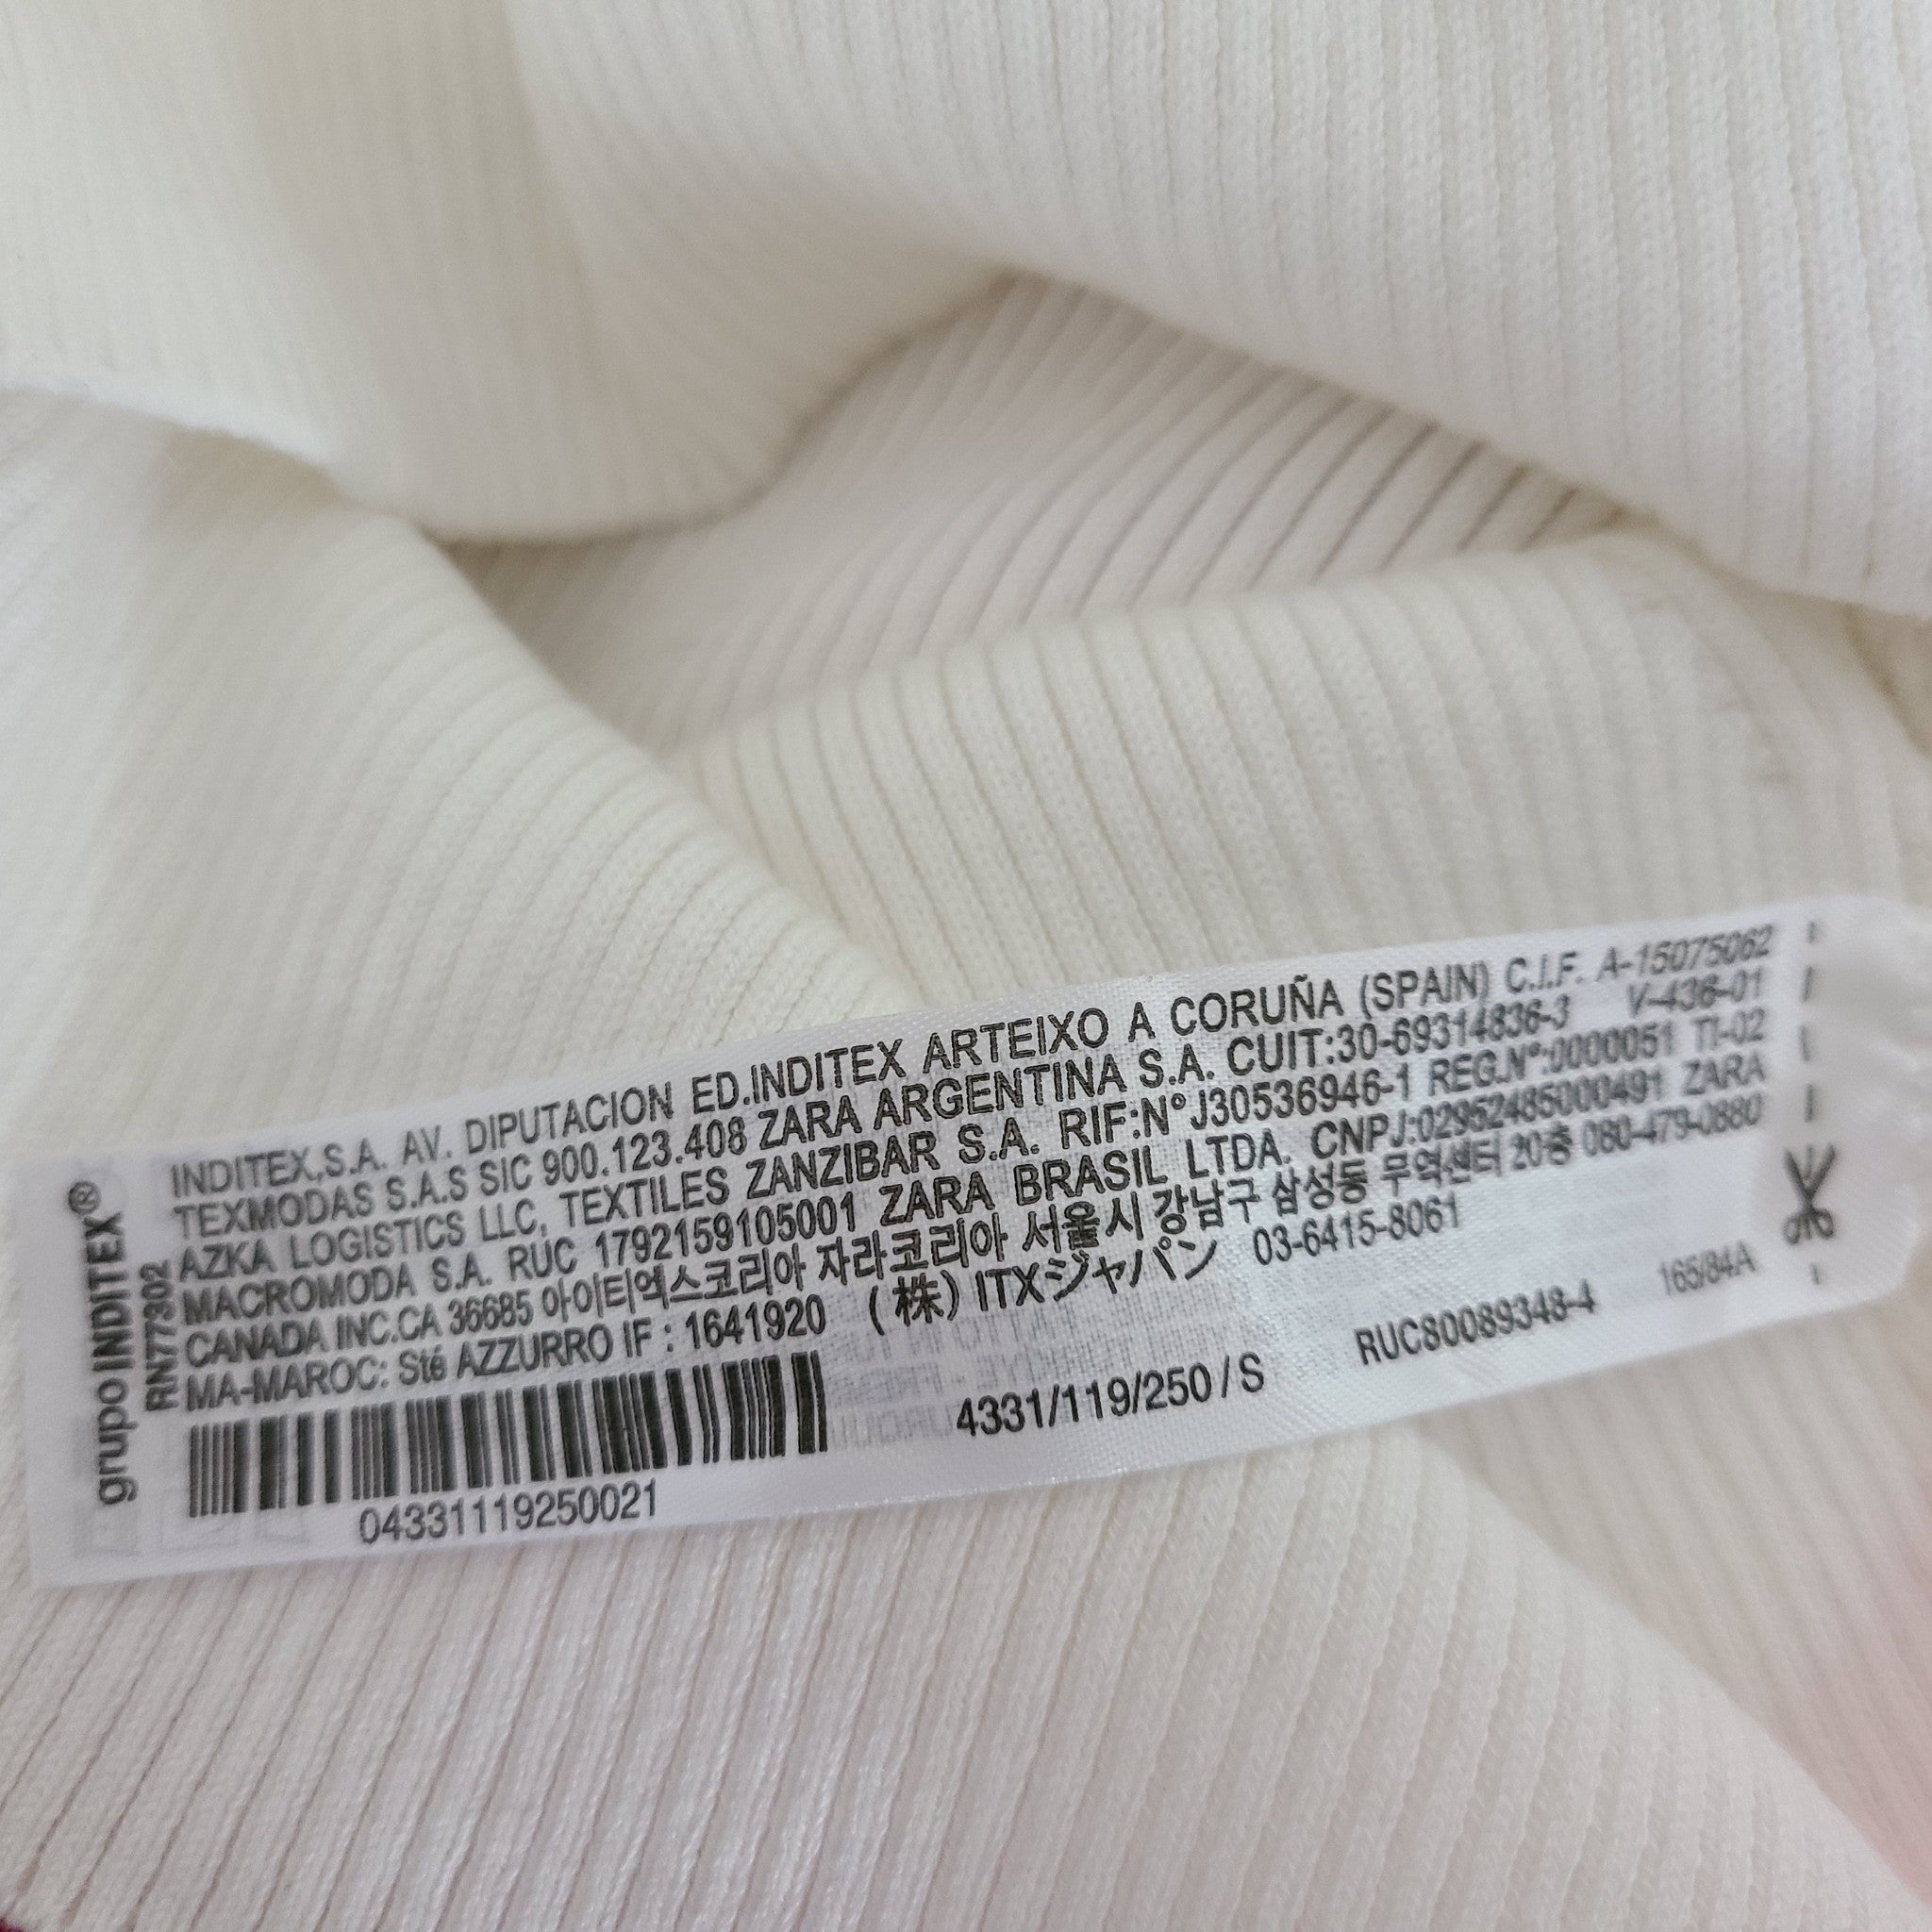 grupo INDITEX®
RN77302
INDITEX,S.A. AV. DIPUTACION ED.INDITEX ARTEIXO A CORUÑA (SPAIN) C.I.F. A-15075062
TEXMODAS S.A.S SIC 900.123.408 ZARA ARGENTINA S.A. CUIT:30-69314836-3 V-436-01
AZKA LOGISTICS LLC, TEXTILES ZANZIBAR S.A. RIF:N°J30536946-1 REG.Nº:0000051 TI-02
MACROMODA S.A. RUC 1792159105001 ZARA BRASIL LTDA. CNPJ:02952485000491 ZARA
CANADA INC.CA 36685 아이티엑스코리아 자라코리아 서울시 강남구 삼성동 무역센터 20층 080-479-0880
MA-MAROC: Sté AZZURRO IF : 1641920 (株) ITXジャパン 03-6415-8061
4331/119/250 / S RUC80089348-4 165/84A
04331119250021